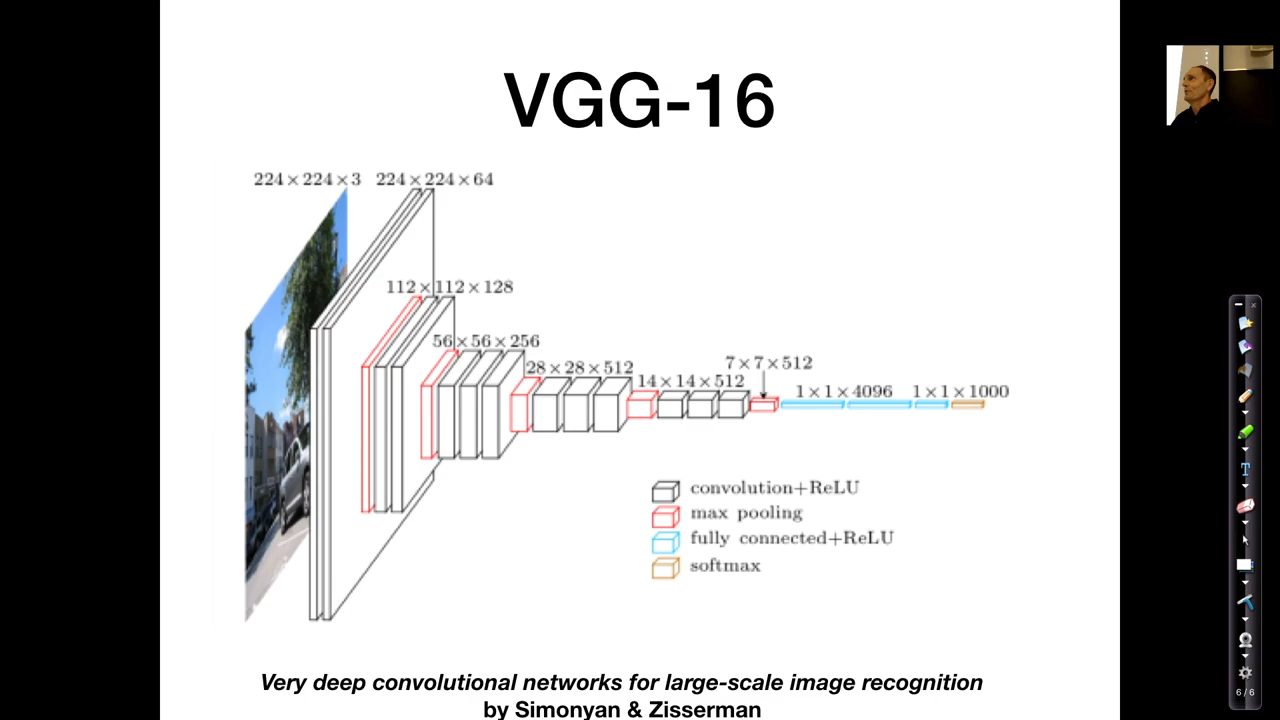 VGG-16
224×224×3 224×224×64
112×112×128
56×56×256
28×28×512
14×14×512
7×7×512
1×1×4096 1×1×1000
convolution+ReLU
max pooling
fully connected+ReLU
softmax
Very deep convolutional networks for large-scale image recognition
by Simonyan & Zisserman
6 / 6